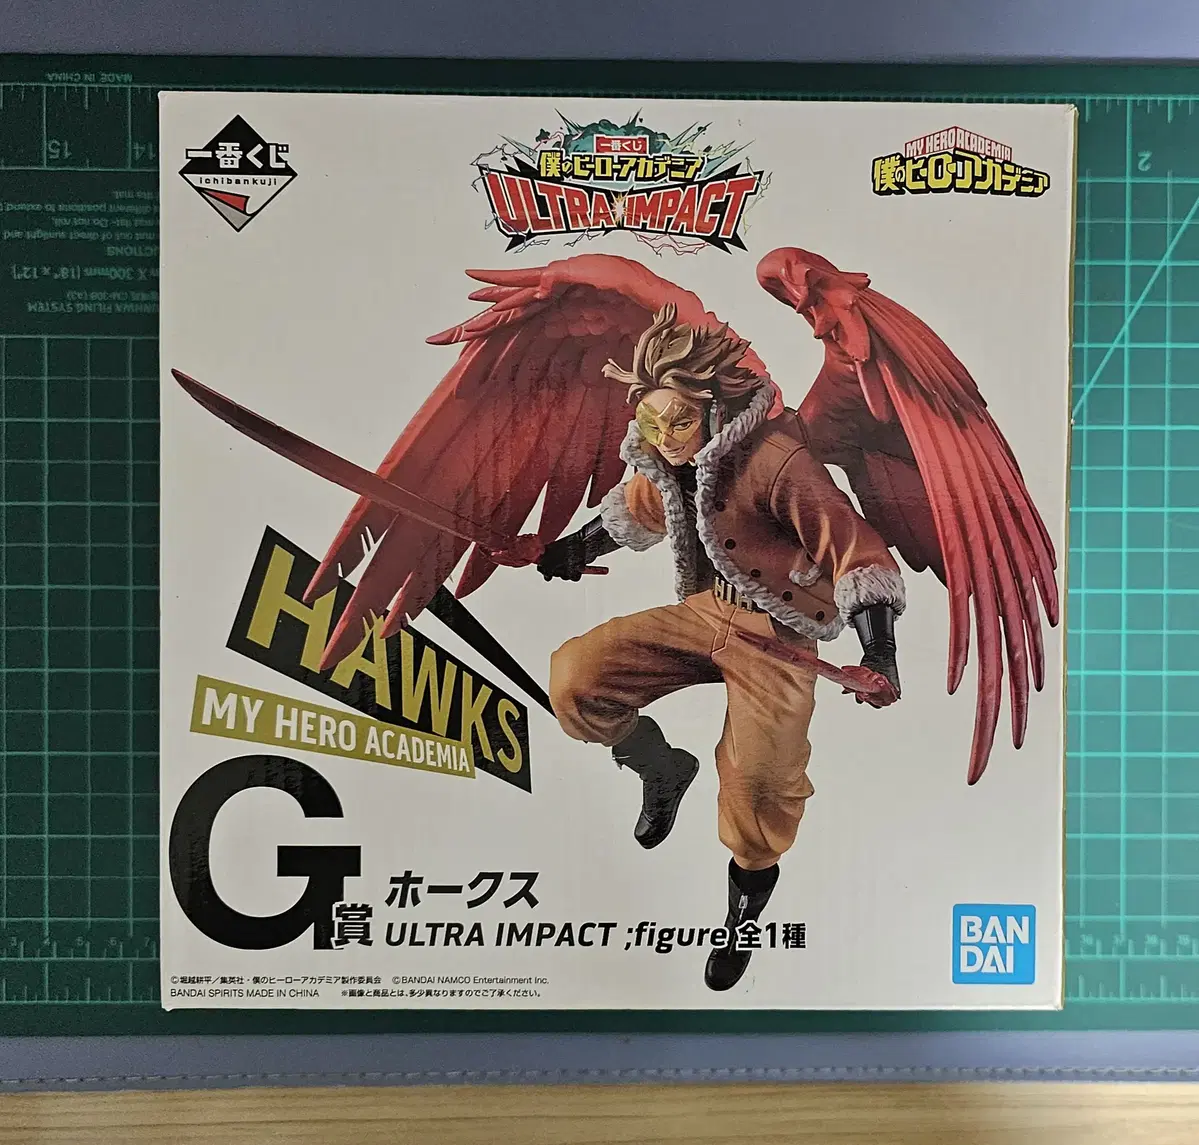 一番くじ
ichibankuji
一番くじ
僕のヒーローアカデミア
ULTRA IMPACT
MY HERO ACADEMIA
僕のヒーローアカデミア
HAWKS
MY HERO ACADEMIA
G賞
ホークス
ULTRA IMPACT ;figure 全1種
©堀越耕平/集英社・僕のヒーローアカデミア製作委員会 ©BANDAI NAMCO Entertainment Inc.
BANDAI SPIRITS MADE IN CHINA ※画像と商品とは、多少異なりますのでご了承ください。
BAN
DAI
MADE IN CHINA
15
14
2